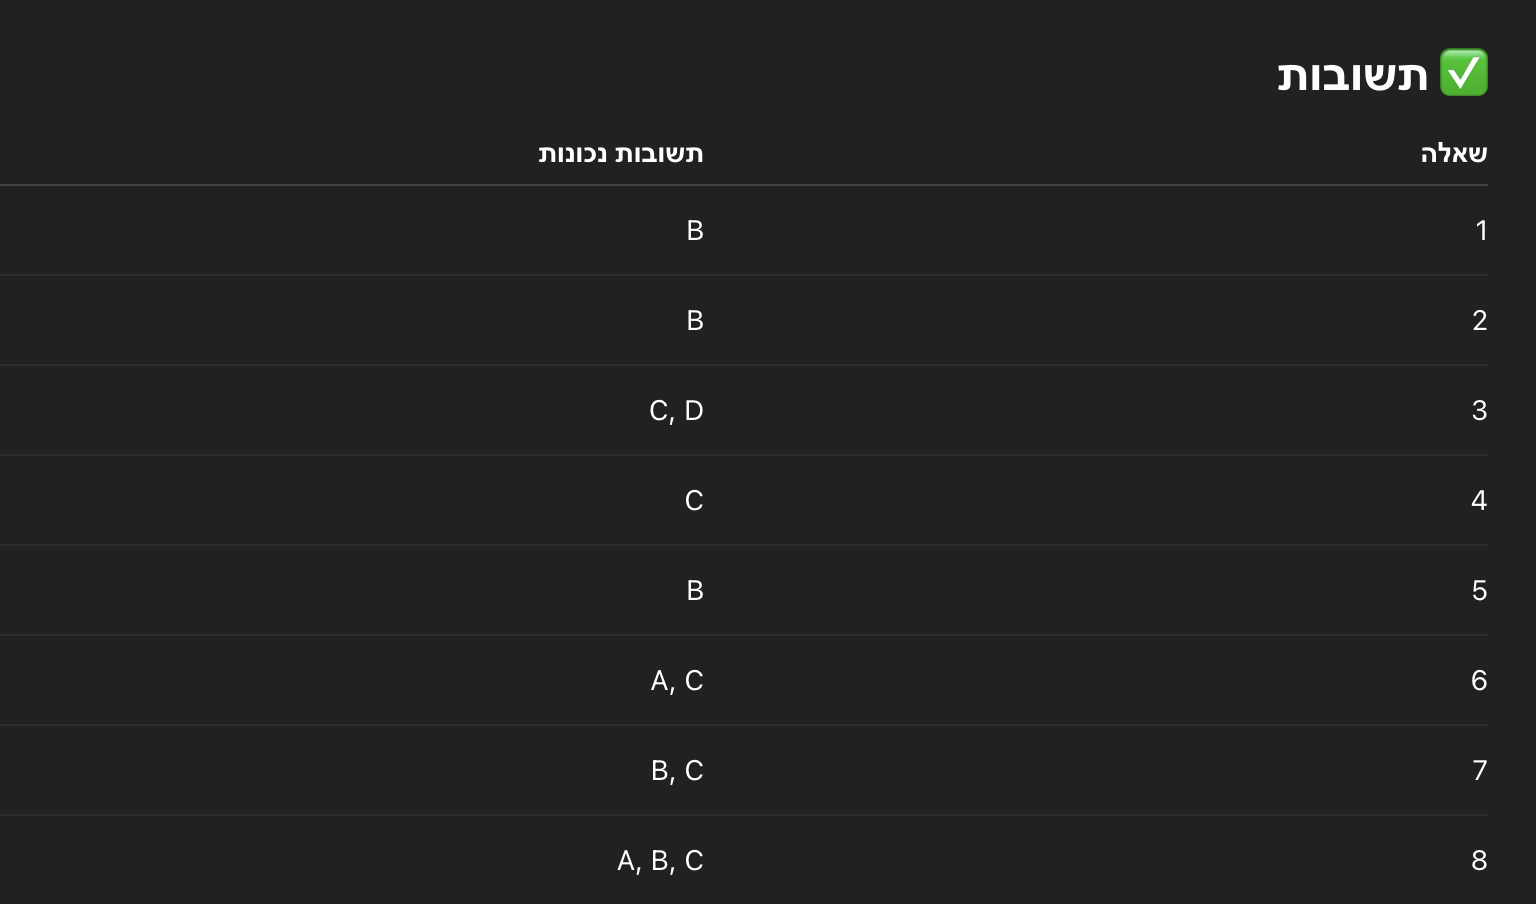 ✅ תשובות
שאלה תשובות נכונות
1 B
2 B
3 C, D
4 C
5 B
6 A, C
7 B, C
8 A, B, C